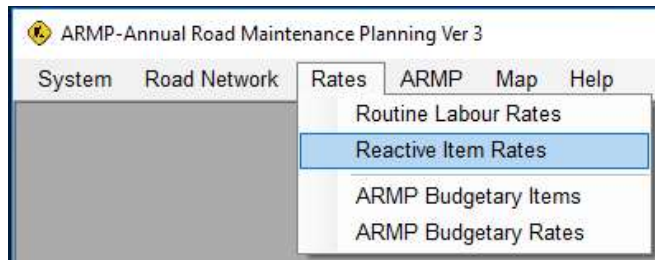 ARMP-Annual Road Maintenance Planning Ver 3
System Road Network Rates ARMP Map Help
Routine Labour Rates
Reactive Item Rates
ARMP Budgetary Items
ARMP Budgetary Rates